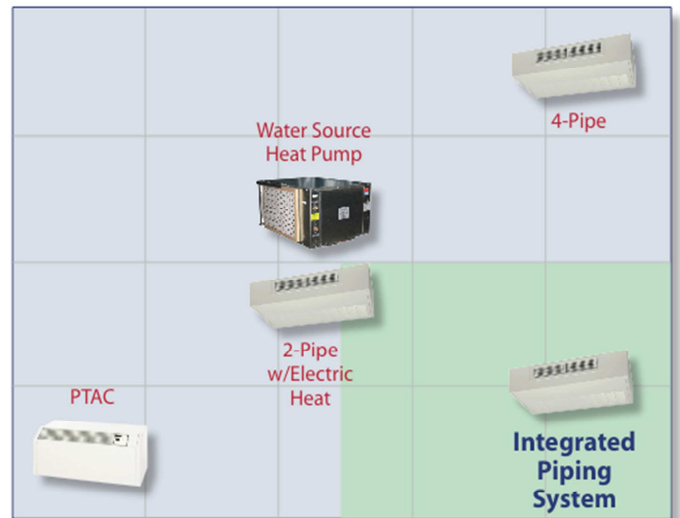 4-Pipe
Water Source
Heat Pump
2-Pipe
w/Electric
Heat
PTAC
Integrated
Piping
System